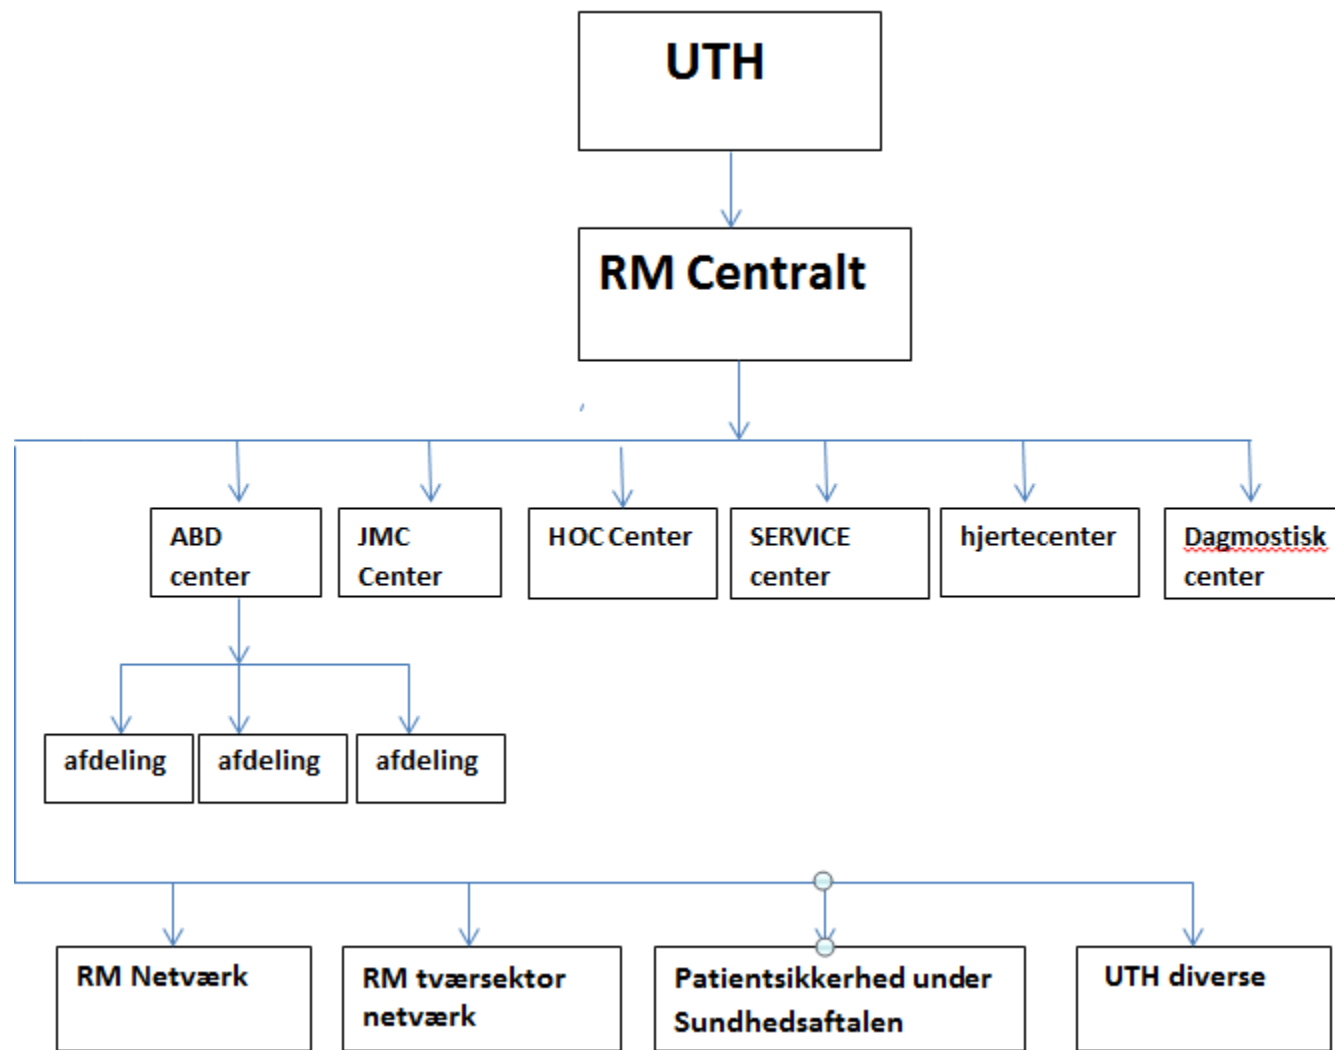 UTH
RM Centralt
ABD
center
JMC
Center
HOC Center
SERVICE
center
hjertecenter
Dagmostisk
center
afdeling
afdeling
afdeling
RM Netværk
RM tværsektor
netværk
Patientsikkerhed under
Sundhedsaftalen
UTH diverse